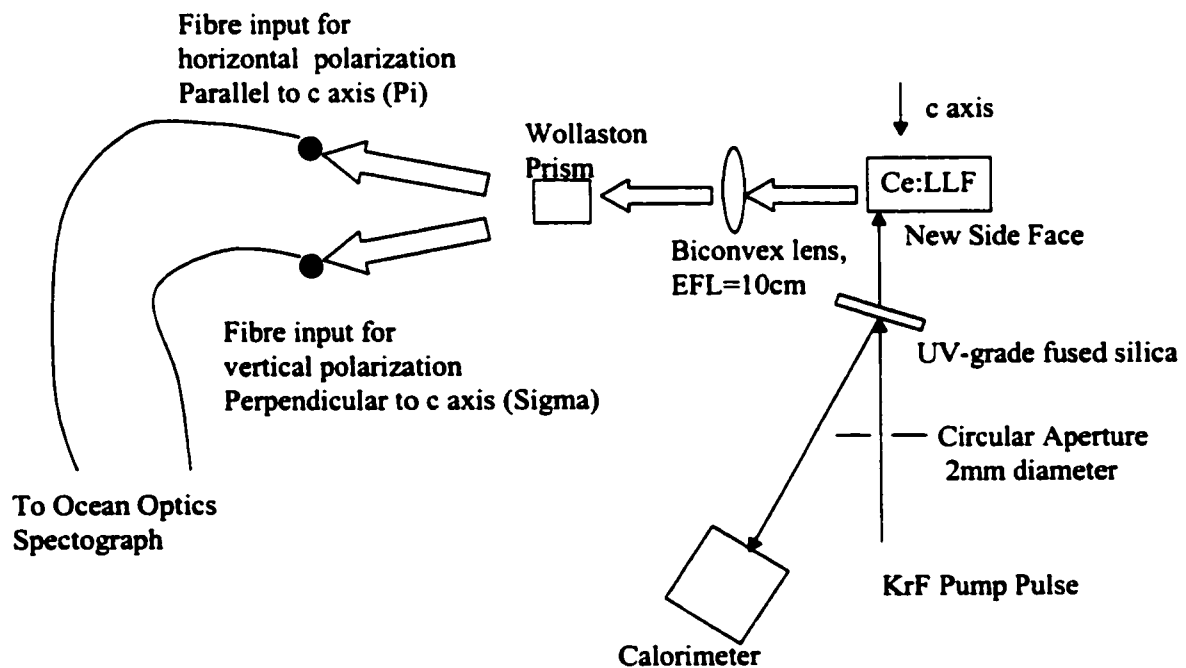 Fibre input for
horizontal polarization
Parallel to c axis (Pi)
Wollaston
Prism
c axis
Ce:LLF
New Side Face
Biconvex lens,
EFL=10cm
UV-grade fused silica
Fibre input for
vertical polarization
Perpendicular to c axis (Sigma)
Circular Aperture
2mm diameter
To Ocean Optics
Spectograph
KrF Pump Pulse
Calorimeter